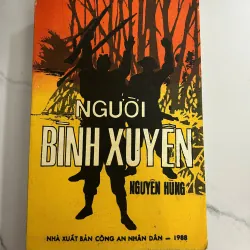 NGƯỜI
BÌNH XUYÊN
NGUYÊN HÙNG
NHÀ XUẤT BẢN CÔNG AN NHÂN DÂN — 1988